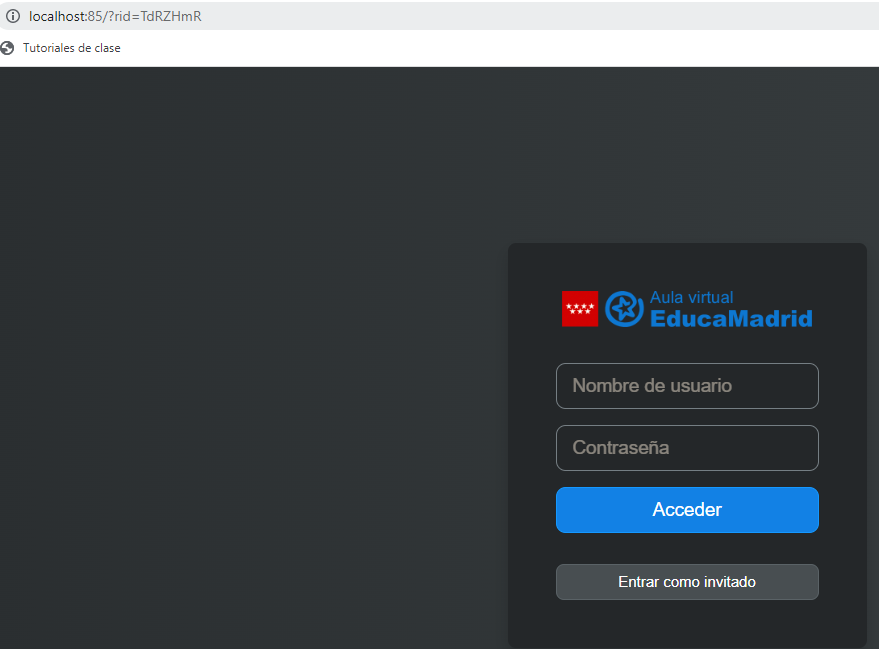 localhost:85/?rid=TdRZHmR
Tutoriales de clase
Aula virtual
EducaMadrid
Nombre de usuario
Contraseña
Acceder
Entrar como invitado